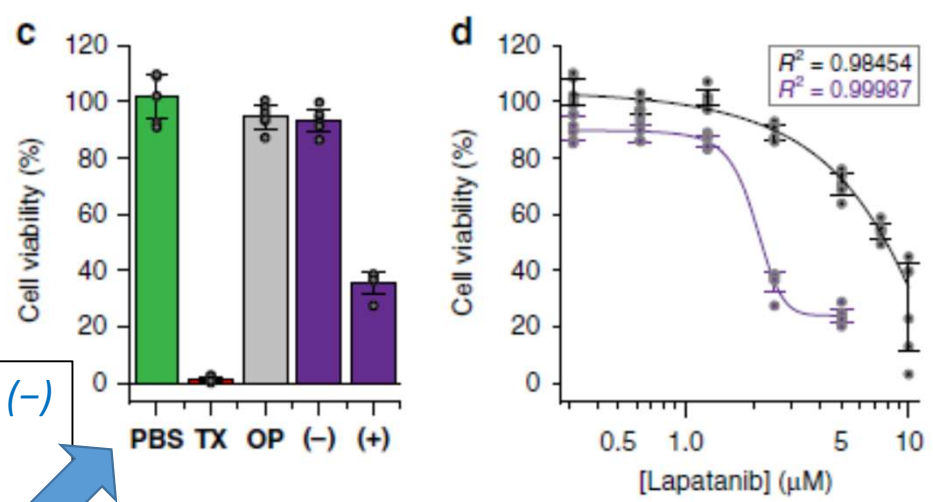 c
120
100
80
60
40
20
0
Cell viability (%)
PBS TX OP (−) (+)
(−)
d
120
100
80
60
40
20
0
Cell viability (%)
R² = 0.98454
R² = 0.99987
0.5 1.0 5 10
[Lapatanib] (μM)